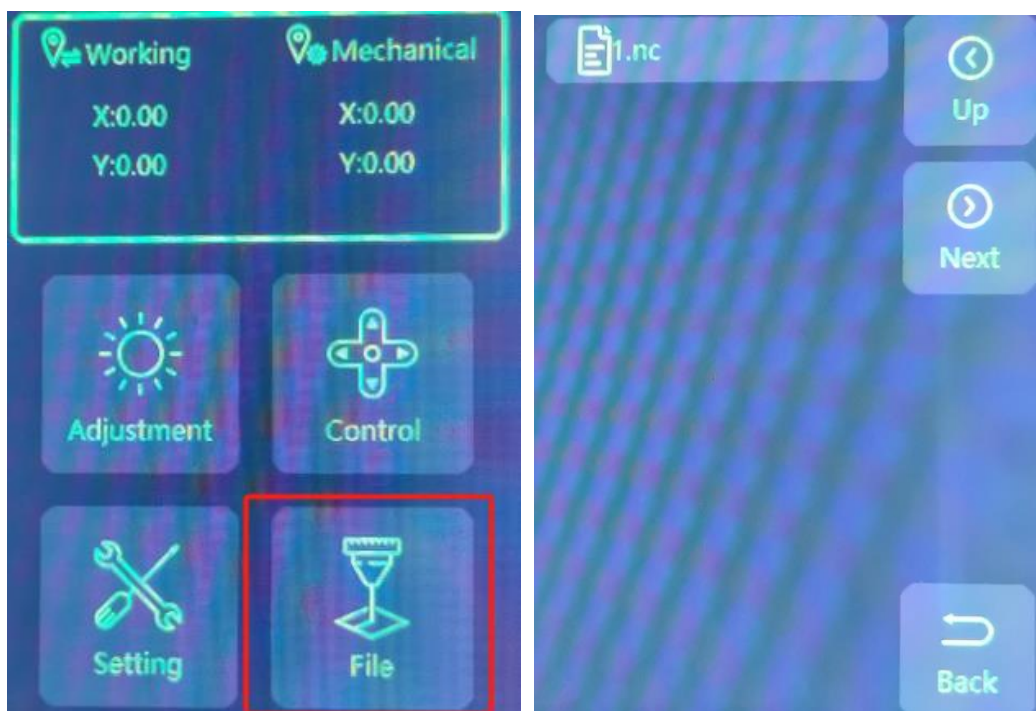 Working Mechanical
X:0.00 X:0.00
Y:0.00 Y:0.00
Adjustment Control
Setting File
1.nc
Up
Next
Back